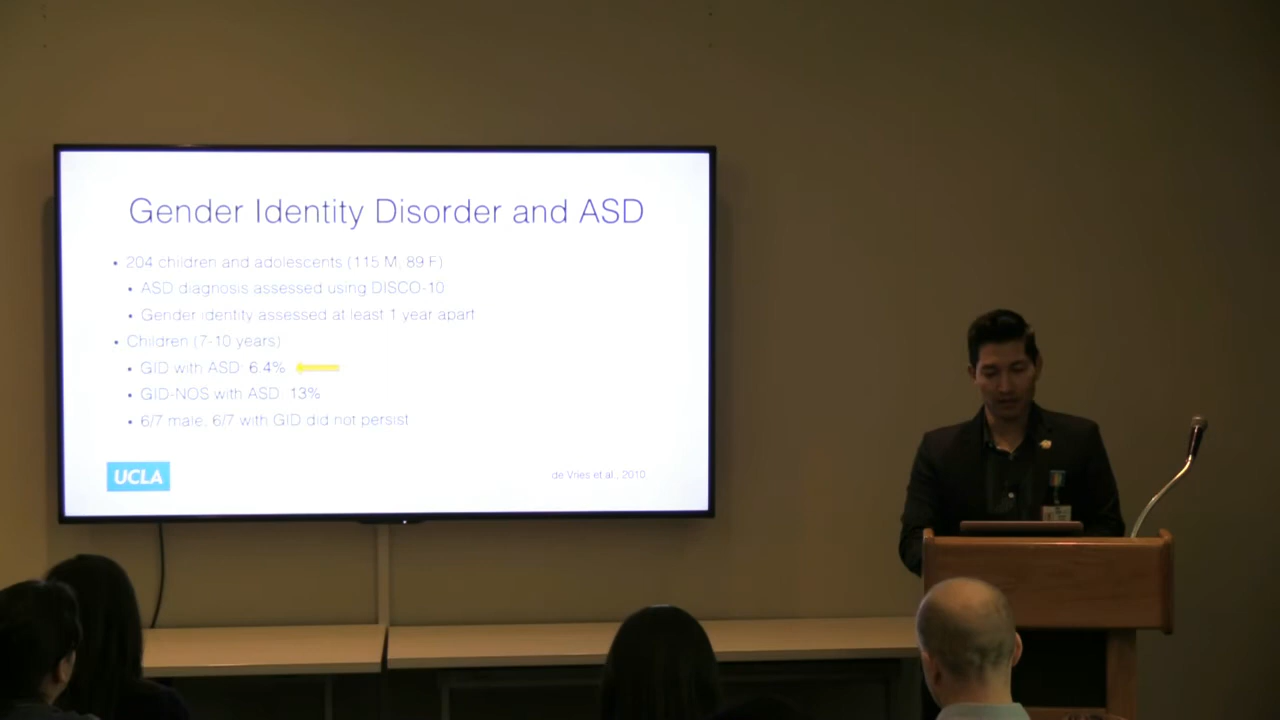 Gender Identity Disorder and ASD
• 204 children and adolescents (115 M, 89 F)
• ASD diagnosis assessed using DISCO-10
• Gender identity assessed at least 1 year apart
• Children (7-10 years)
• GID with ASD 6.4%
• GID-NOS with ASD 13%
• 6/7 male, 6/7 with GID did not persist
UCLA
de Vries et al., 2010